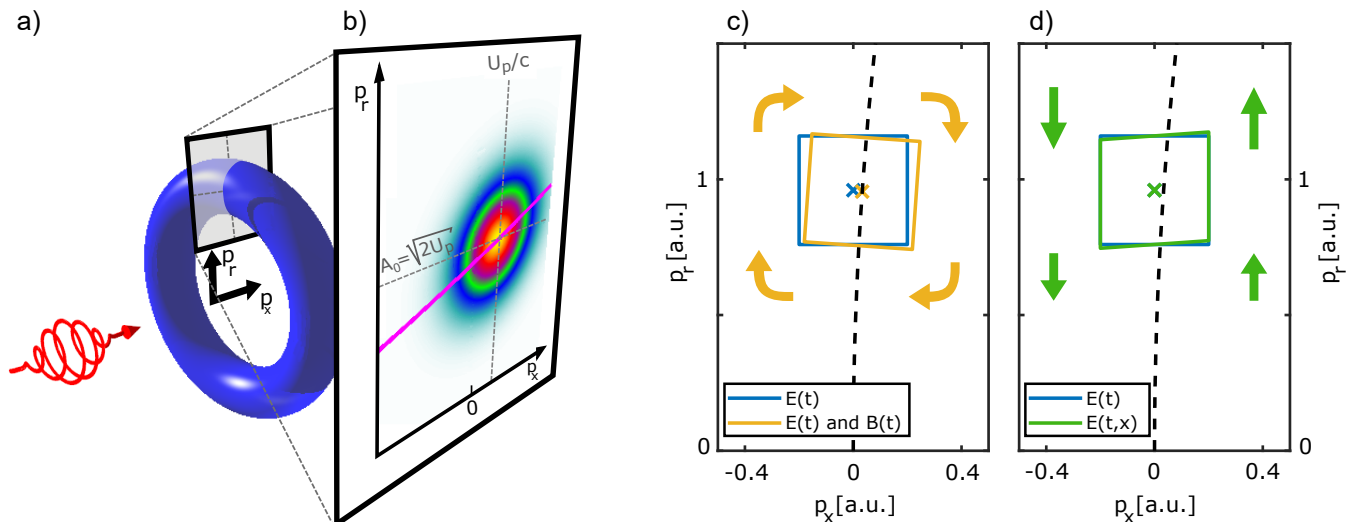 a)
p_r
p_x
b)
p_r
U_p/c
A_0=√2U_p
0
p_x
c)
p_r [a.u.]
1
0
E(t)
E(t) and B(t)
-0.4
0
0.4
p_x [a.u.]
d)
E(t)
E(t,x)
-0.4
0
0.4
p_x [a.u.]
1
0
p_r [a.u.]